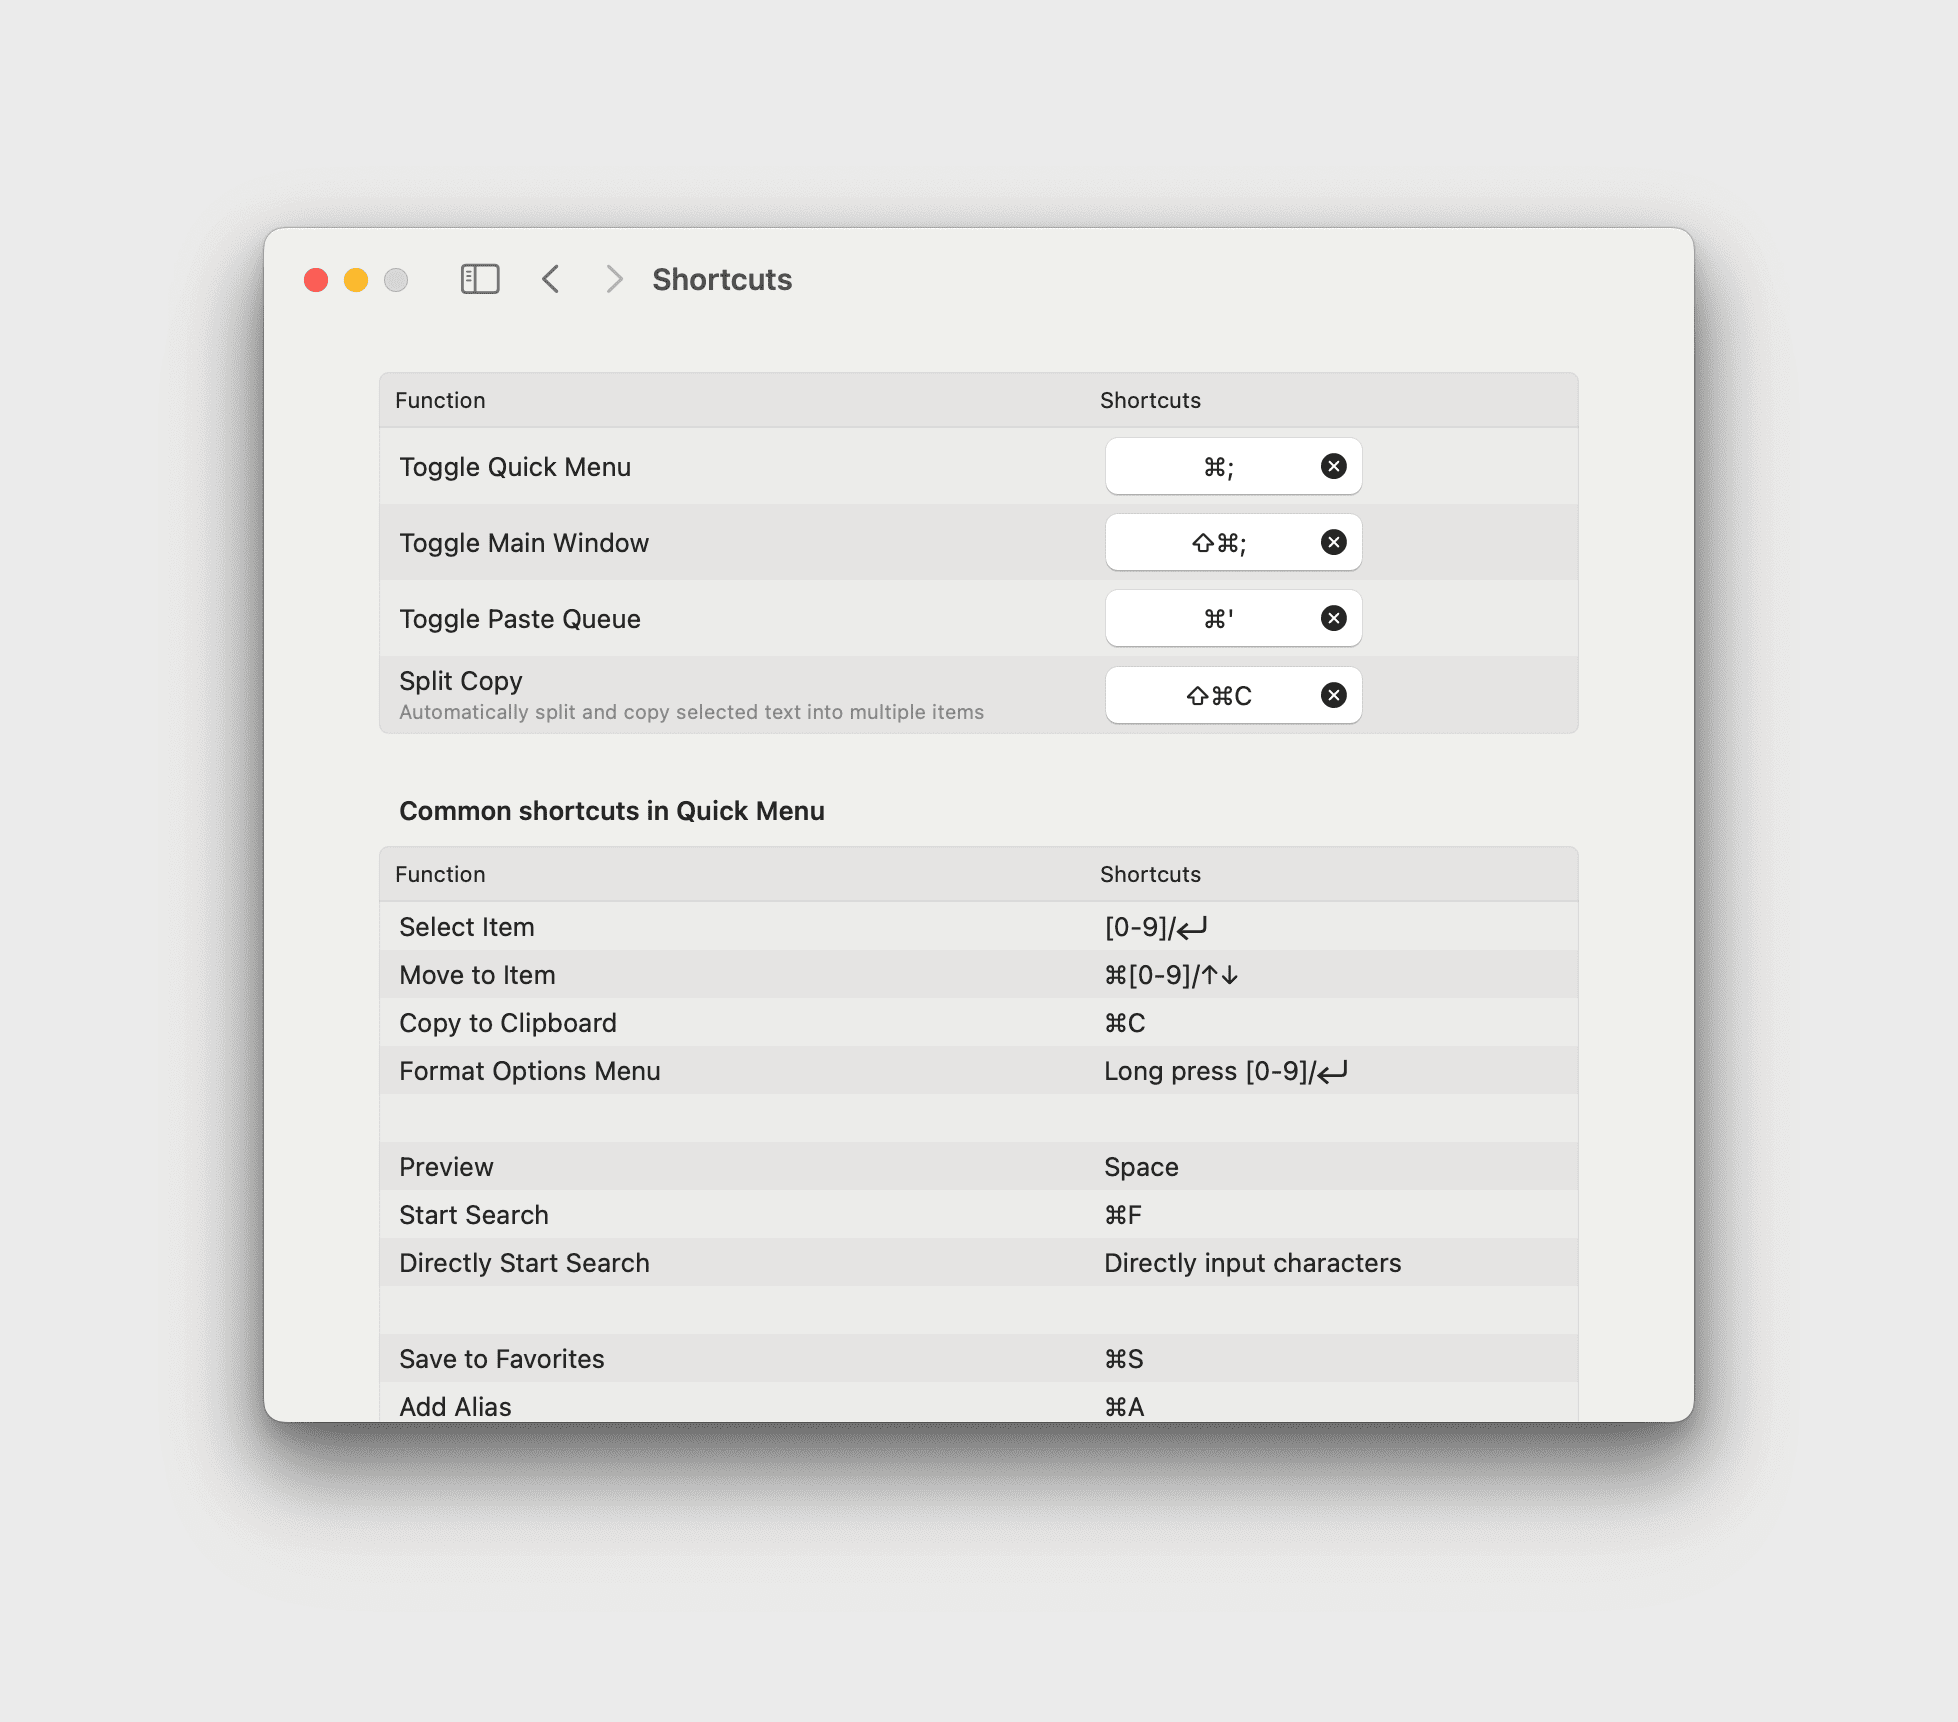 Shortcuts
Function Shortcuts
Toggle Quick Menu ⌘;
Toggle Main Window ⇧⌘;
Toggle Paste Queue ⌘'
Split Copy ⇧⌘C
Automatically split and copy selected text into multiple items
Common shortcuts in Quick Menu
Function Shortcuts
Select Item [0-9]/↵
Move to Item ⌘[0-9]/↑↓
Copy to Clipboard ⌘C
Format Options Menu Long press [0-9]/↵
Preview Space
Start Search ⌘F
Directly Start Search Directly input characters
Save to Favorites ⌘S
Add Alias ⌘A